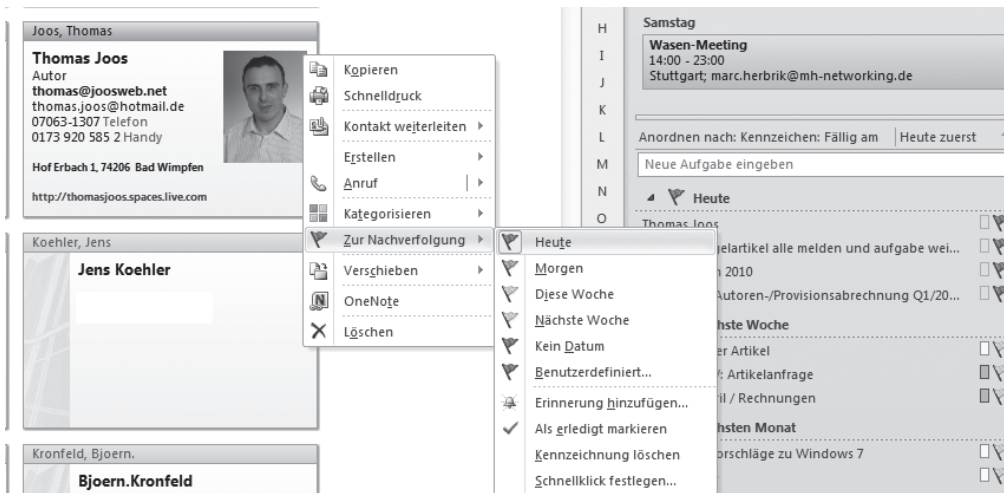 Joos, Thomas
Thomas Joos
Autor
thomas@joosweb.net
thomas.joos@hotmail.de
07063-1307 Telefon
0173 920 585 2 Handy
Hof Erbach 1, 74206 Bad Wimpfen
http://thomasjoos.spaces.live.com
Koehler, Jens
Jens Koehler
Kronfeld, Bjoern.
Bjoern.Kronfeld
Kopieren
Schnelldruck
Kontakt weiterleiten
Erstellen
Anruf
Kategorisieren
Zur Nachverfolgung
Verschieben
OneNote
Löschen
Heute
Morgen
Diese Woche
Nächste Woche
Kein Datum
Benutzerdefiniert...
Erinnerung hinzufügen...
Als erledigt markieren
Kennzeichnung löschen
Schnellklick festlegen...
H
I
J
K
L
M
N
O
Samstag
Wasen-Meeting
14:00 - 23:00
Stuttgart; marc.herbrik@mh-networking.de
Anordnen nach: Kennzeichen: Fällig am Heute zuerst
Neue Aufgabe eingeben
Heute
Thomas Joos
gelartikel alle melden und aufgabe wei...
2010
Autoren-/Provisionsabrechnung Q1/20...
hste Woche
er Artikel
: Artikelanfrage
ril / Rechnungen
hsten Monat
orschläge zu Windows 7